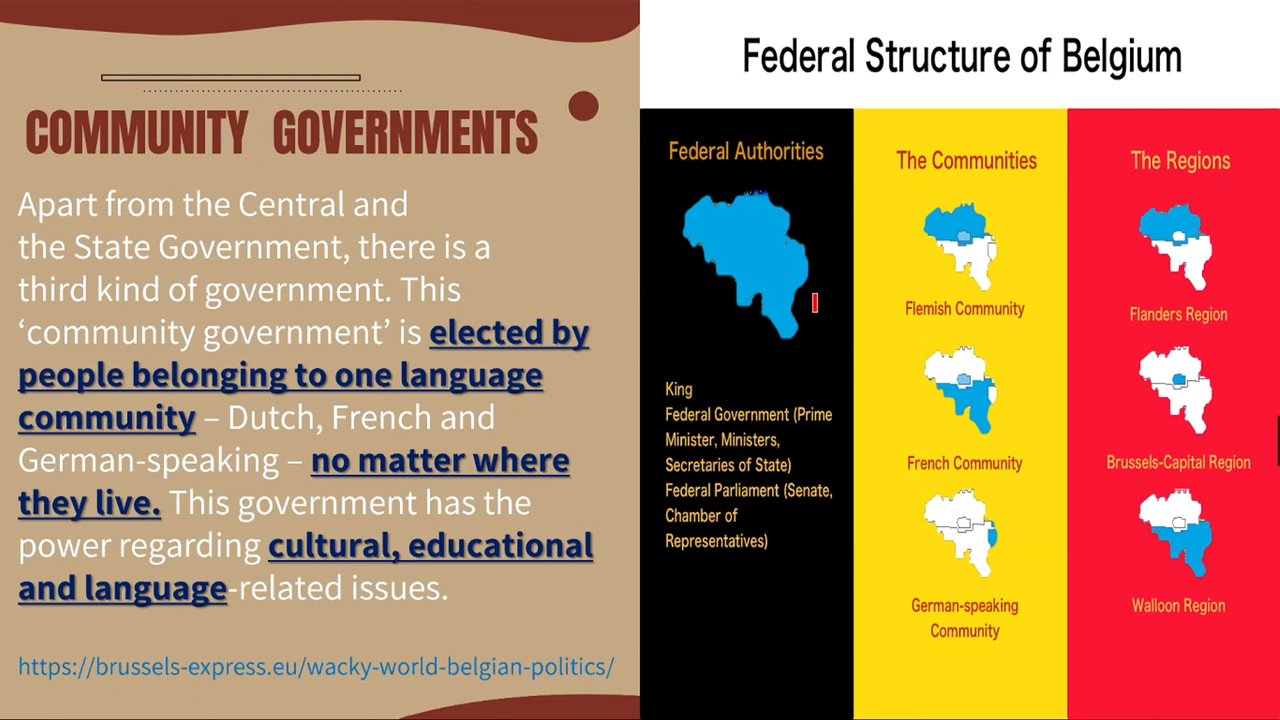 COMMUNITY GOVERNMENTS
Apart from the Central and
the State Government, there is a
third kind of government. This
‘community government’ is elected by
people belonging to one language
community – Dutch, French and
German-speaking – no matter where
they live. This government has the
power regarding cultural, educational
and language-related issues.
https://brussels-express.eu/wacky-world-belgian-politics/
Federal Structure of Belgium
Federal Authorities
King
Federal Government (Prime
Minister, Ministers,
Secretaries of State)
Federal Parliament (Senate,
Chamber of
Representatives)
The Communities
Flemish Community
French Community
German-speaking
Community
The Regions
Flanders Region
Brussels-Capital Region
Walloon Region